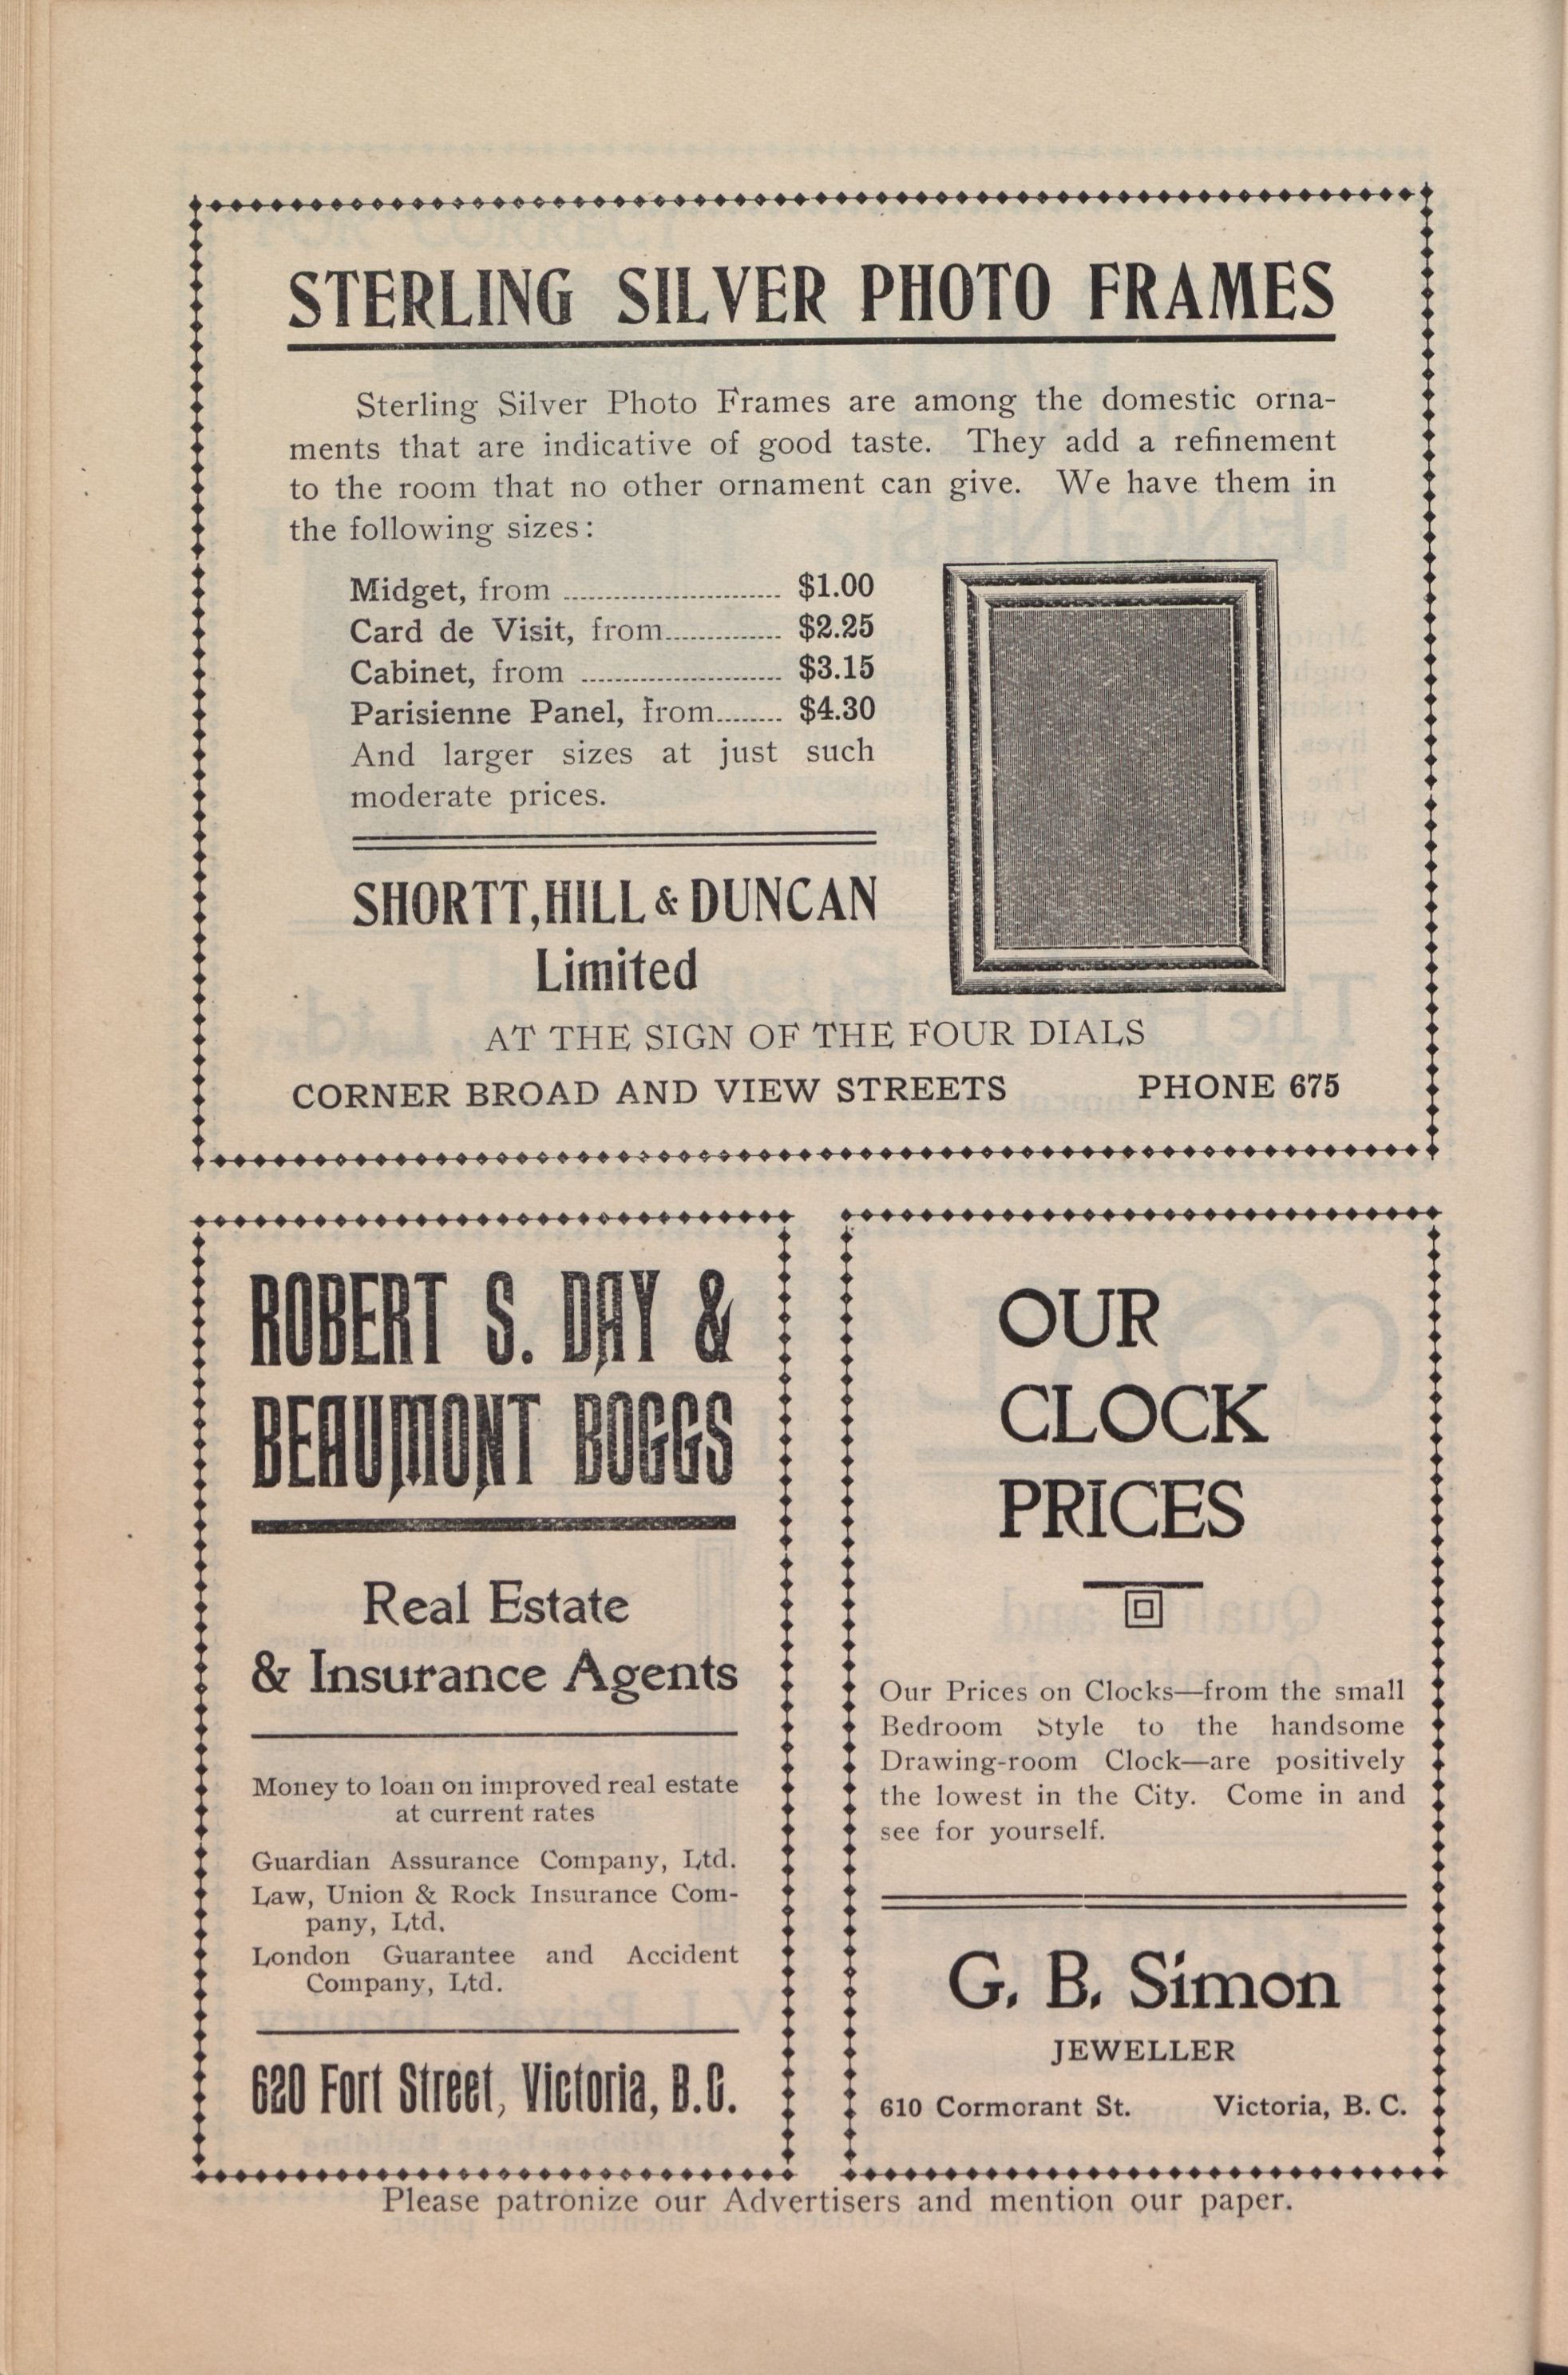 STERLING SILVER PHOTO FRAMES
Sterling Silver Photo Frames are among the domestic orna-
ments that are indicative of good taste. They add a refinement
to the room that no other ornament can give. We have them in
the following sizes:
Midget, from .......................... $1.00
Card de Visit, from.............. $2.25
Cabinet, from ........................ $3.15
Parisienne Panel, from........ $4.30
And larger sizes at just such
moderate prices.
SHORTT, HILL & DUNCAN
Limited
AT THE SIGN OF THE FOUR DIALS
CORNER BROAD AND VIEW STREETS PHONE 675
ROBERT S. DAY &
BEAUMONT BOGGS
Real Estate
& Insurance Agents
Money to loan on improved real estate
at current rates
Guardian Assurance Company, Ltd.
Law, Union & Rock Insurance Com-
pany, Ltd.
London Guarantee and Accident
Company, Ltd.
620 Fort Street, Victoria, B.C.
OUR
CLOCK
PRICES
Our Prices on Clocks—from the small
Bedroom Style to the handsome
Drawing-room Clock—are positively
the lowest in the City. Come in and
see for yourself.
G. B. Simon
JEWELLER
610 Cormorant St. Victoria, B. C.
Please patronize our Advertisers and mention our paper.